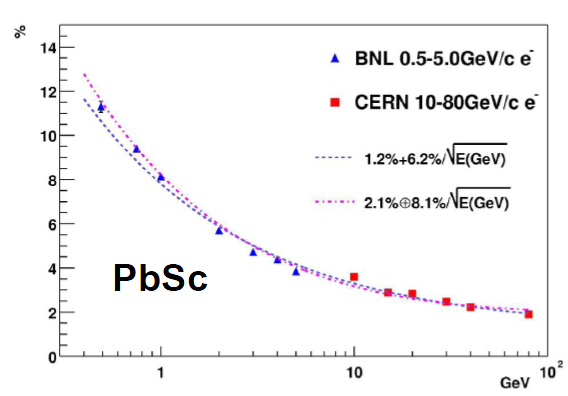 %
14
12
10
8
6
4
2
0
BNL 0.5-5.0GeV/c e-
CERN 10-80GeV/c e-
1.2%+6.2%/√E(GeV)
2.1%⊕8.1%/√E(GeV)
PbSc
1
10
10²
GeV